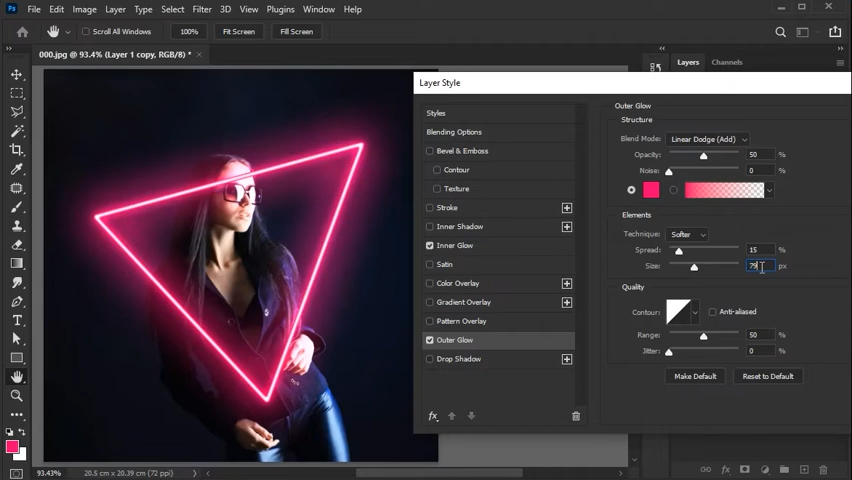 Ps File Edit Image Layer Type Select Filter 3D View Plugins Window Help
Scroll All Windows 100% Fit Screen Fill Screen
000.jpg @ 93.4% (Layer 1 copy, RGB/8) * ×
Layers Channels
Layer Style
Styles
Blending Options
Bevel & Emboss
Contour
Texture
Stroke
Inner Shadow
Inner Glow
Satin
Color Overlay
Gradient Overlay
Pattern Overlay
Outer Glow
Drop Shadow
fx
Outer Glow
Structure
Blend Mode: Linear Dodge (Add)
Opacity: 50 %
Noise: 0 %
Elements
Technique: Softer
Spread: 15 %
Size: 79 px
Quality
Contour: Anti-aliased
Range: 50 %
Jitter: 0 %
Make Default Reset to Default
93.43% 20.5 cm x 20.39 cm (72 ppi)
fx